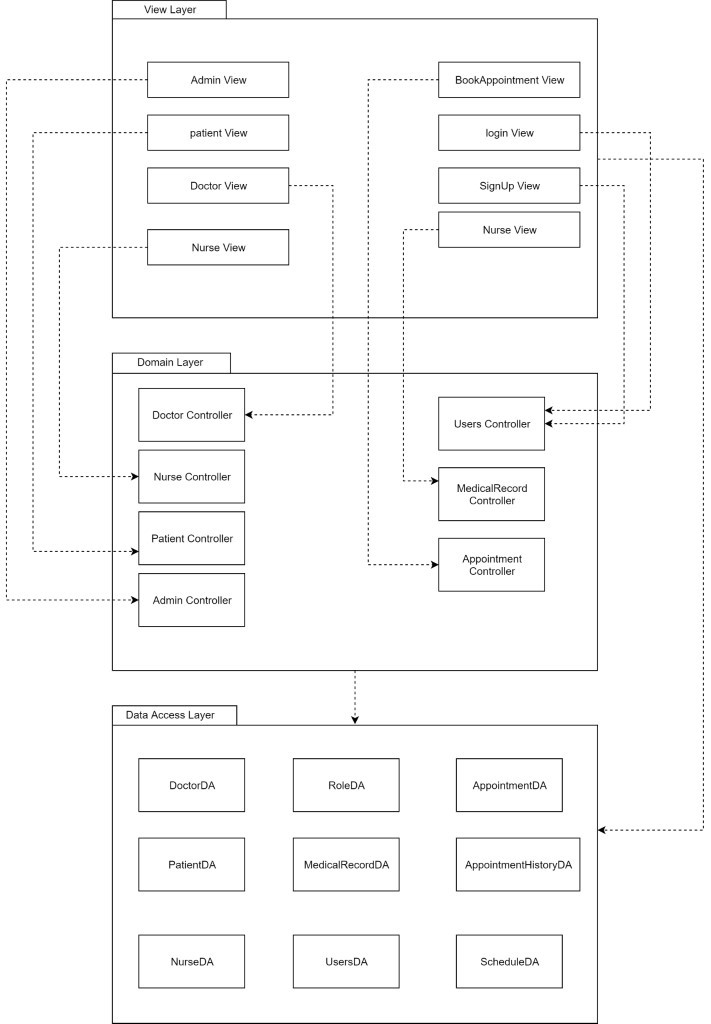 View Layer
Admin View
BookAppointment View
patient View
login View
Doctor View
SignUp View
Nurse View
Nurse View
Domain Layer
Doctor Controller
Users Controller
Nurse Controller
MedicalRecord
Controller
Patient Controller
Appointment
Controller
Admin Controller
Data Access Layer
DoctorDA
RoleDA
AppointmentDA
PatientDA
MedicalRecordDA
AppointmentHistoryDA
NurseDA
UsersDA
ScheduleDA